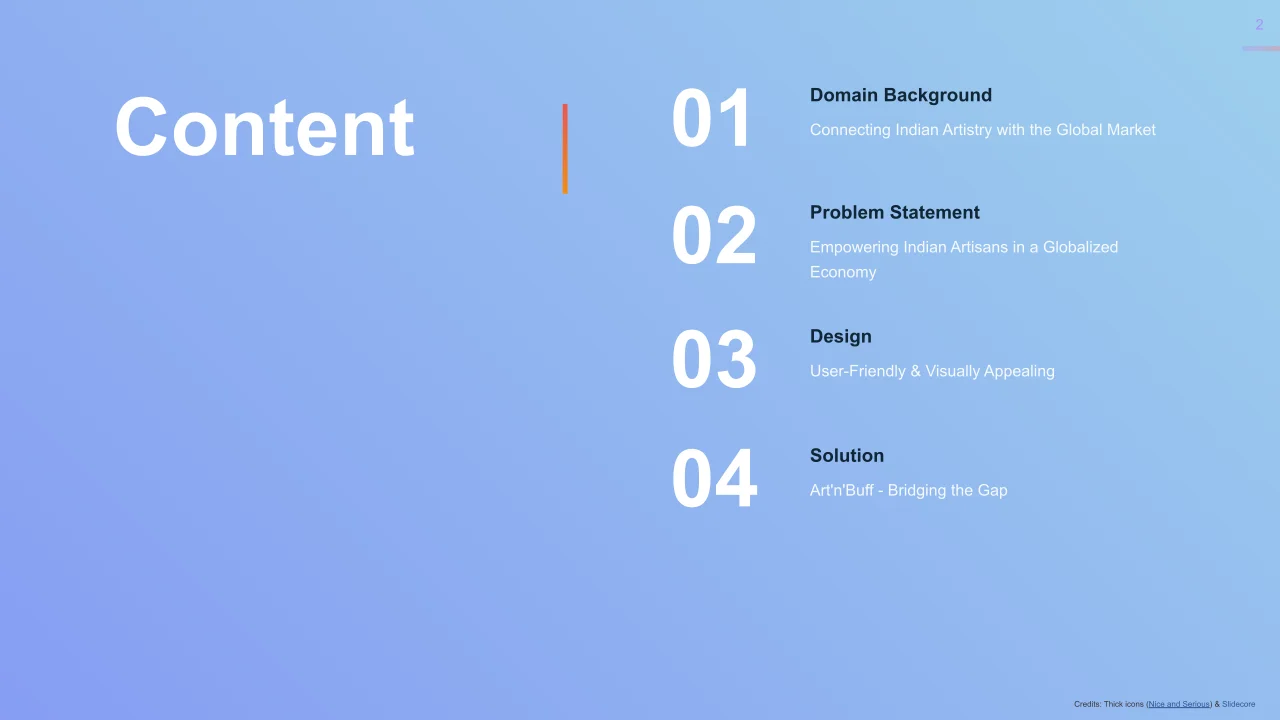 2
Content
01
Domain Background
Connecting Indian Artistry with the Global Market
02
Problem Statement
Empowering Indian Artisans in a Globalized
Economy
03
Design
User-Friendly & Visually Appealing
04
Solution
Art'n'Buff - Bridging the Gap
Credits: Thick icons (Nice and Serious) & Slidecore